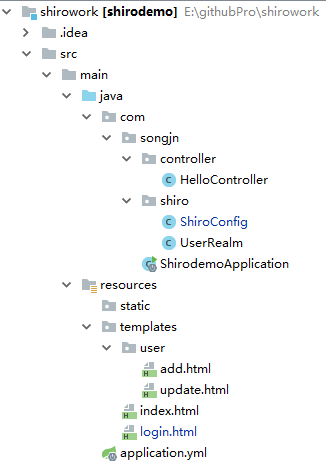 shirowork [shirodemo] E:\githubPro\shirowork
.idea
src
main
java
com
songjn
controller
HelloController
shiro
ShiroConfig
UserRealm
ShirodemoApplication
resources
static
templates
user
add.html
update.html
index.html
login.html
application.yml